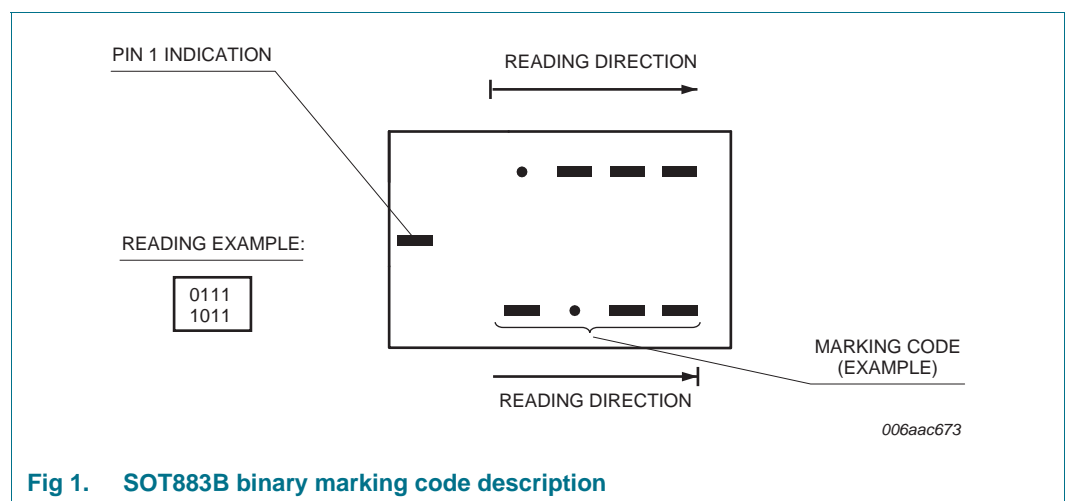 PIN 1 INDICATION
READING DIRECTION
READING EXAMPLE:
0111
1011
MARKING CODE
(EXAMPLE)
READING DIRECTION
006aac673
Fig 1. SOT883B binary marking code description